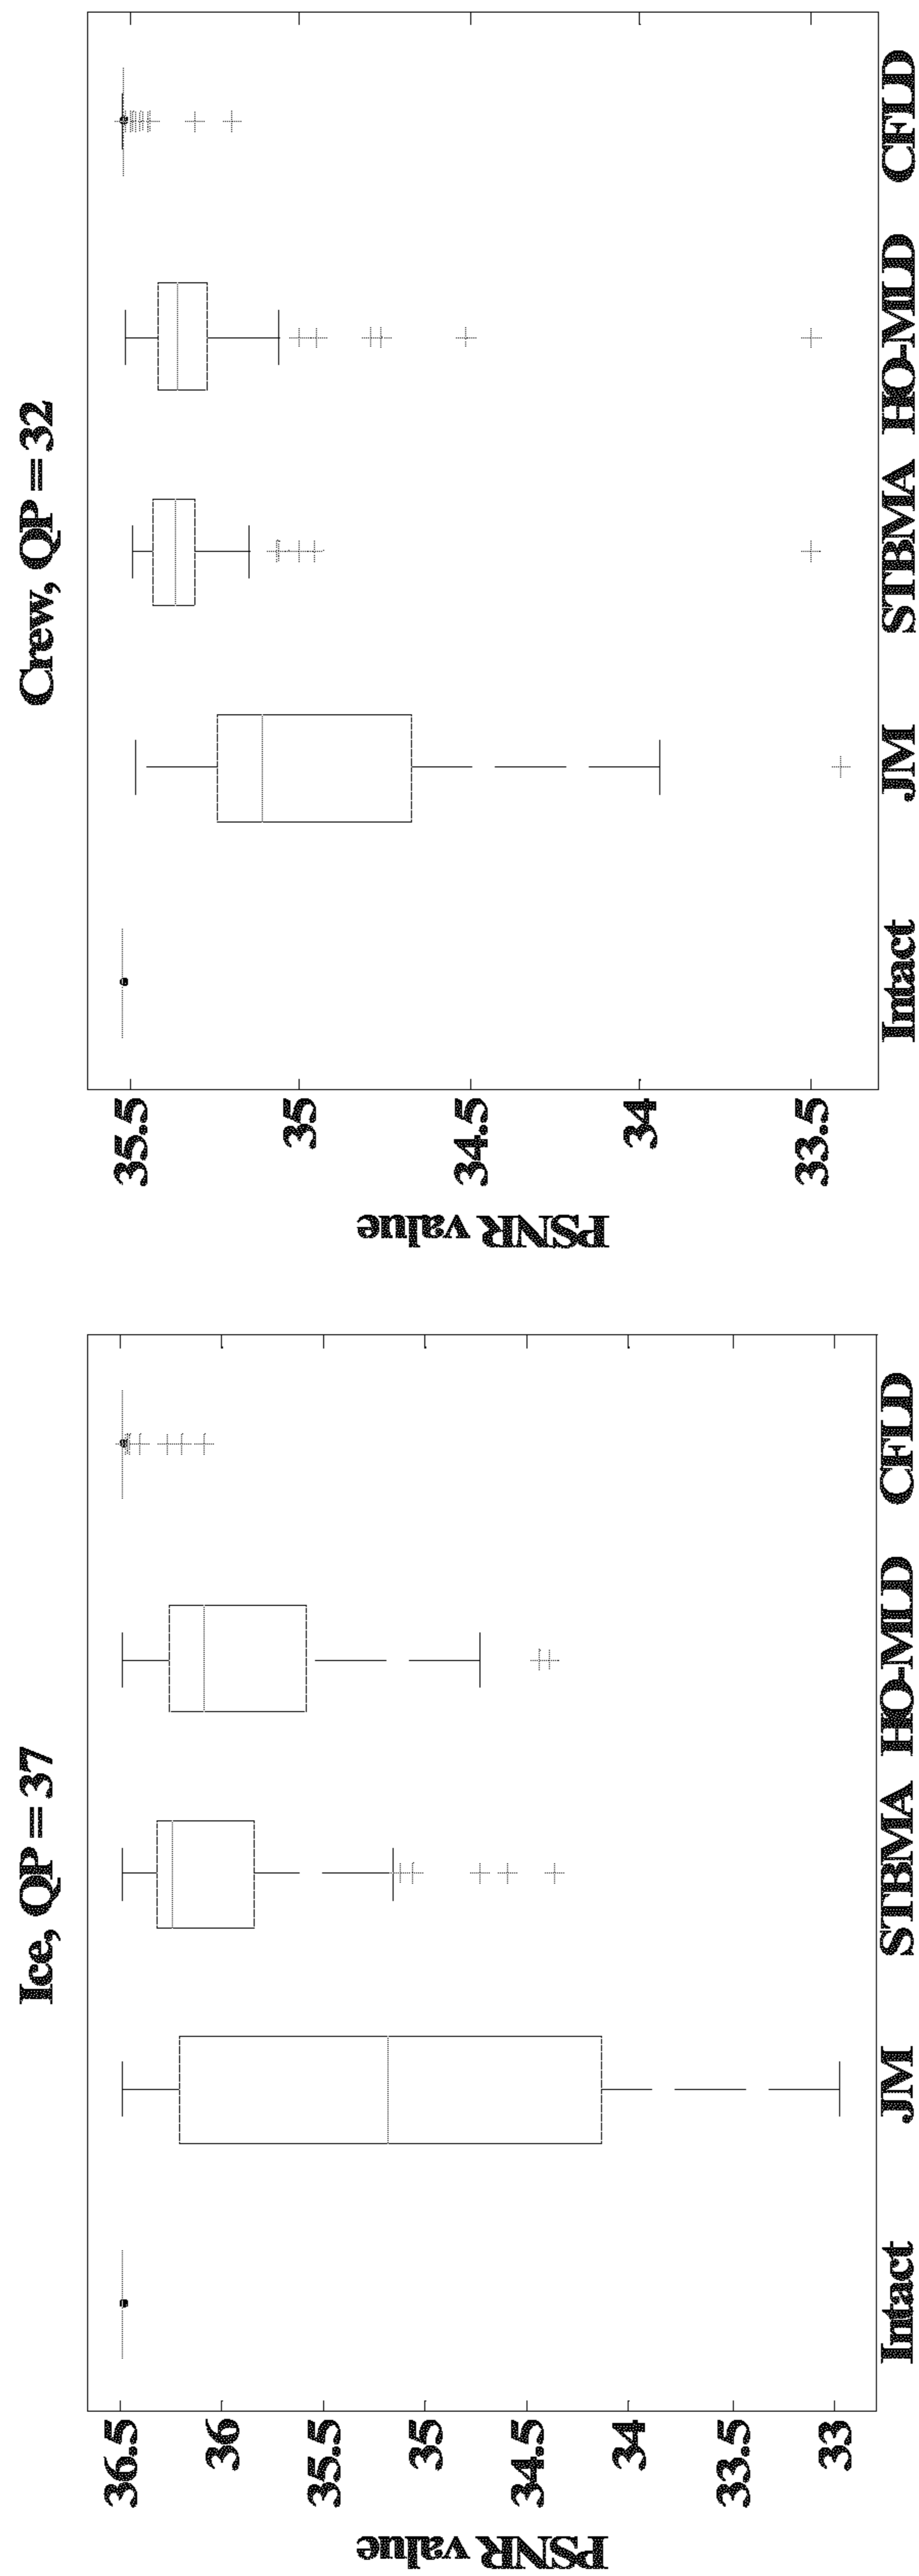 Ice, QP = 37
PSNR value
36.5
36
35.5
35
34.5
34
33.5
33
Intact JM STBMA HO-MLD CFLD
Crew, QP = 32
PSNR value
35.5
35
34.5
34
33.5
Intact JM STBMA HO-MLD CFLD